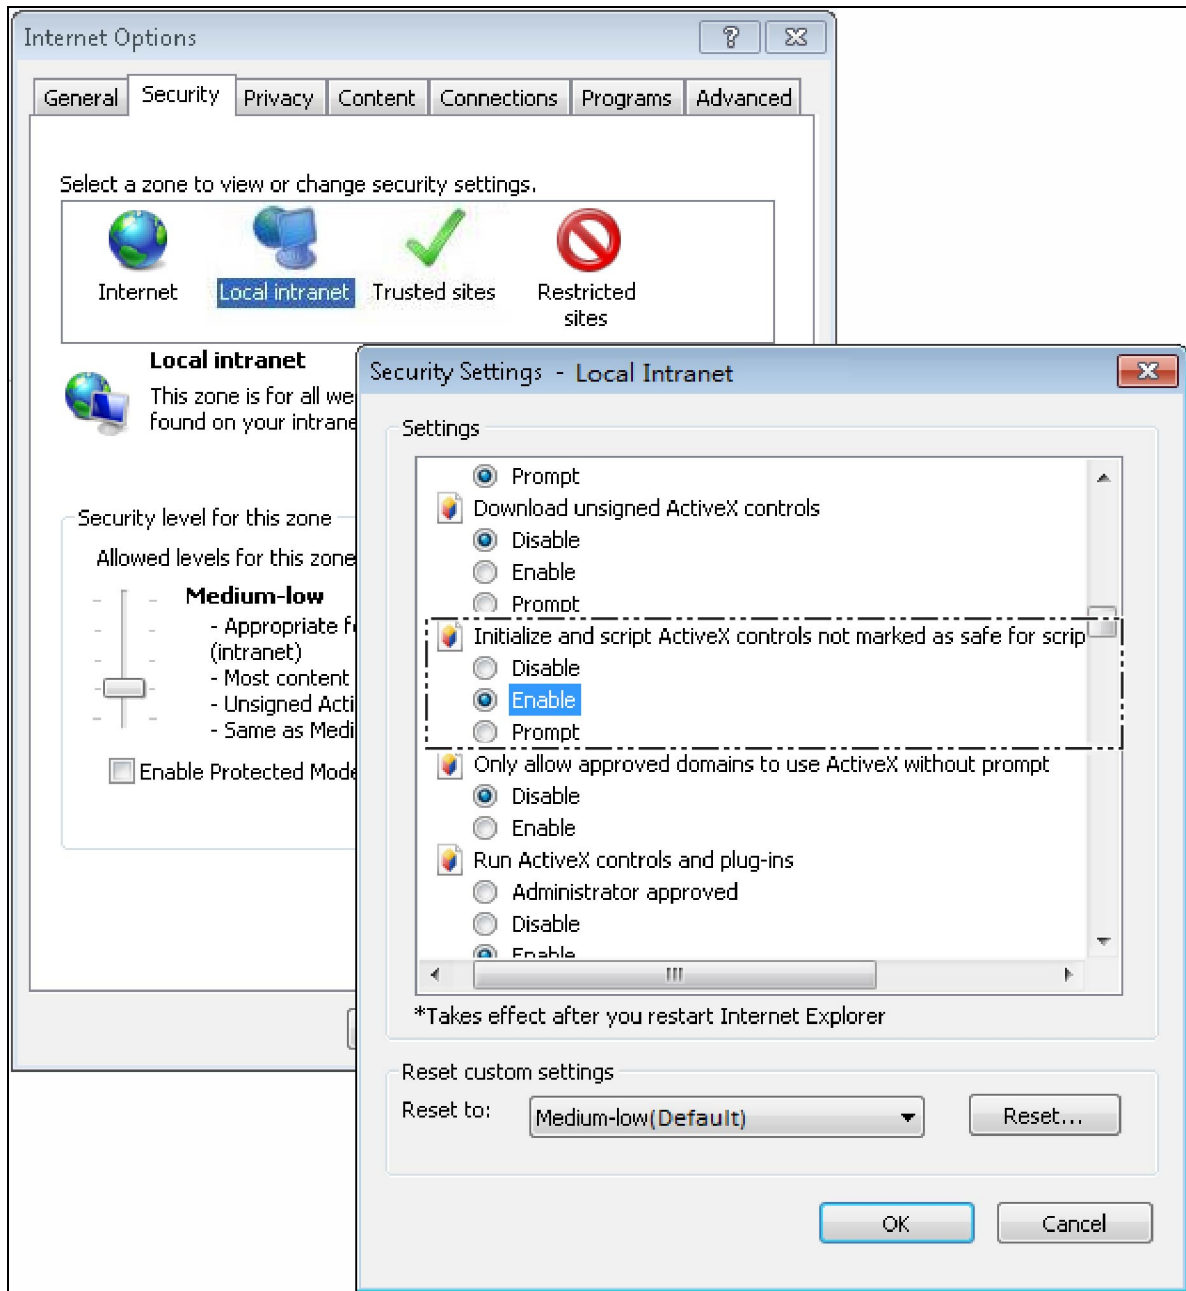 Internet Options
General
Security
Privacy
Content
Connections
Programs
Advanced
Select a zone to view or change security settings.
Internet
Local intranet
Trusted sites
Restricted
sites
Local intranet
This zone is for all we
found on your intrane
Security level for this zone
Allowed levels for this zone
Medium-low
- Appropriate f
(intranet)
- Most content
- Unsigned Acti
- Same as Medi
Enable Protected Mode
Security Settings - Local Intranet
Settings
Prompt
Download unsigned ActiveX controls
Disable
Enable
Prompt
Initialize and script ActiveX controls not marked as safe for scrip
Disable
Enable
Prompt
Only allow approved domains to use ActiveX without prompt
Disable
Enable
Run ActiveX controls and plug-ins
Administrator approved
Disable
Enable
*Takes effect after you restart Internet Explorer
Reset custom settings
Reset to:
Medium-low(Default)
Reset...
OK
Cancel